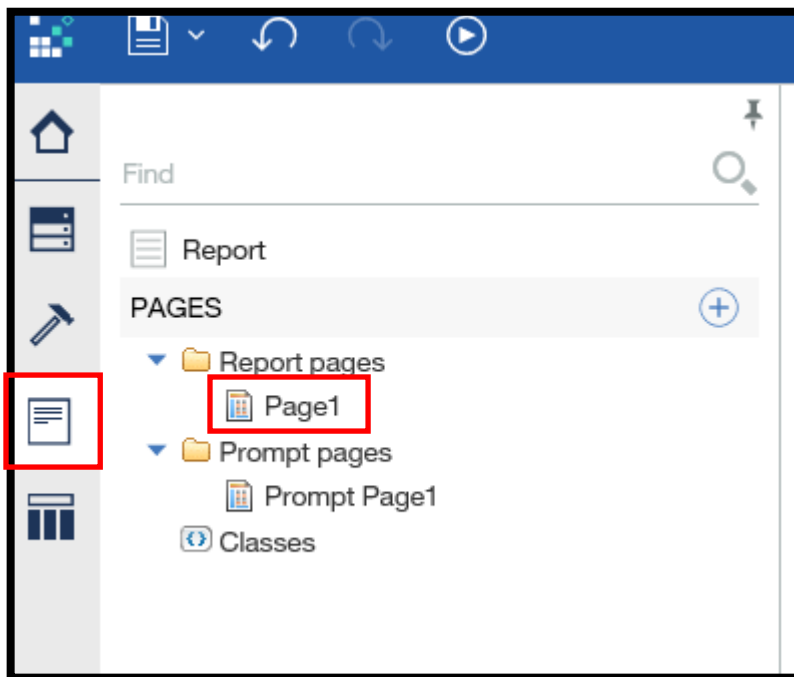 Find
Report
PAGES
Report pages
Page1
Prompt pages
Prompt Page1
Classes